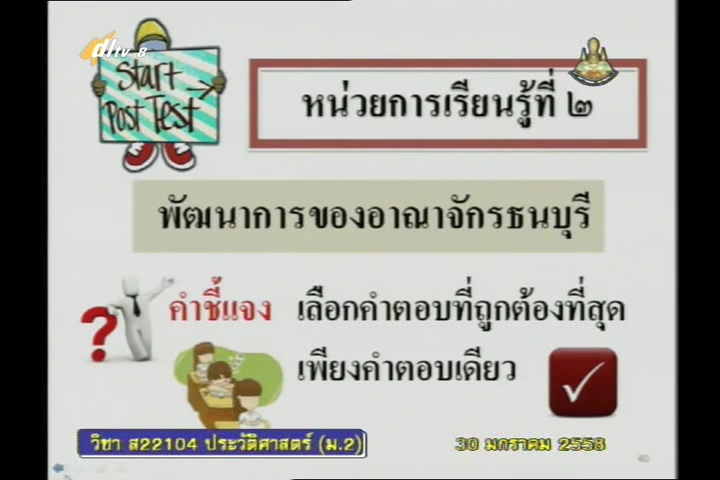 dltv 8
Start
Post Test
หน่วยการเรียนรู้ที่ ๒
พัฒนาการของอาณาจักรธนบุรี
คำชี้แจง เลือกคำตอบที่ถูกต้องที่สุด
เพียงคำตอบเดียว
วิชา ส22104 ประวัติศาสตร์ (ม.2)
30 มกราคม 2558
40